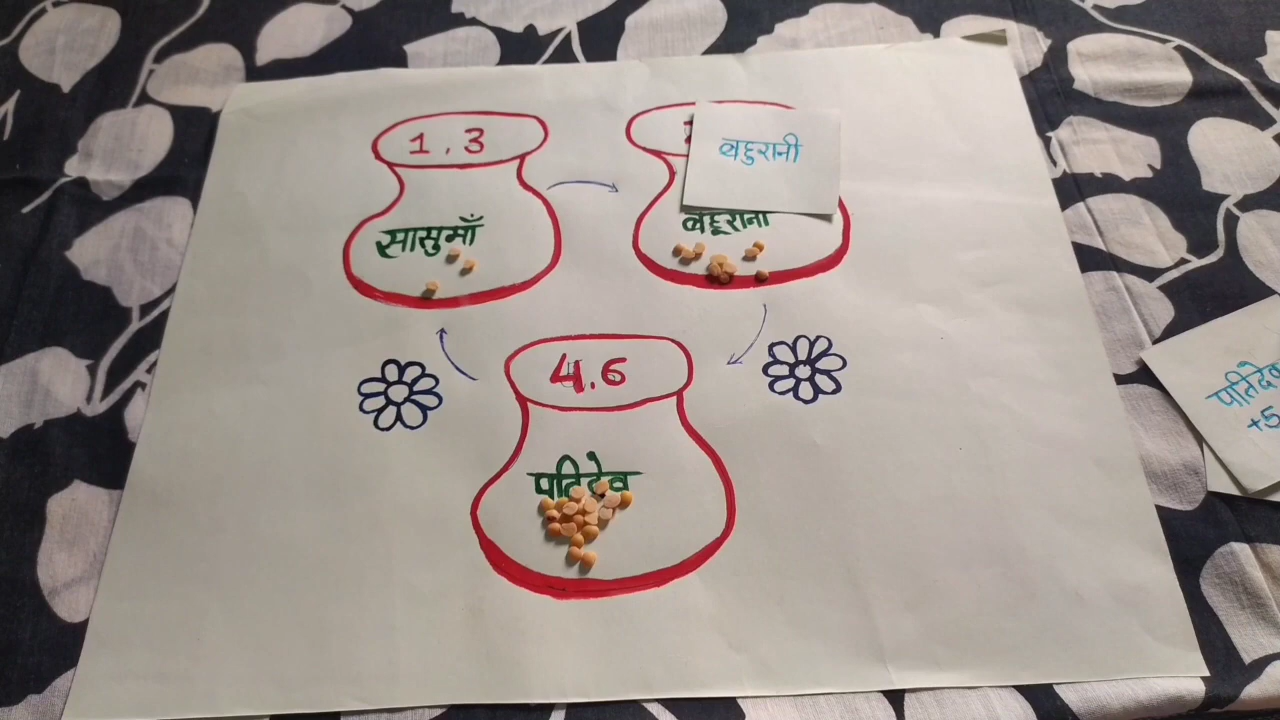 1.3
सासुमाँ
बहुरानी
बहूरानी
4.6
पतिदेव
पतिदेव
+5